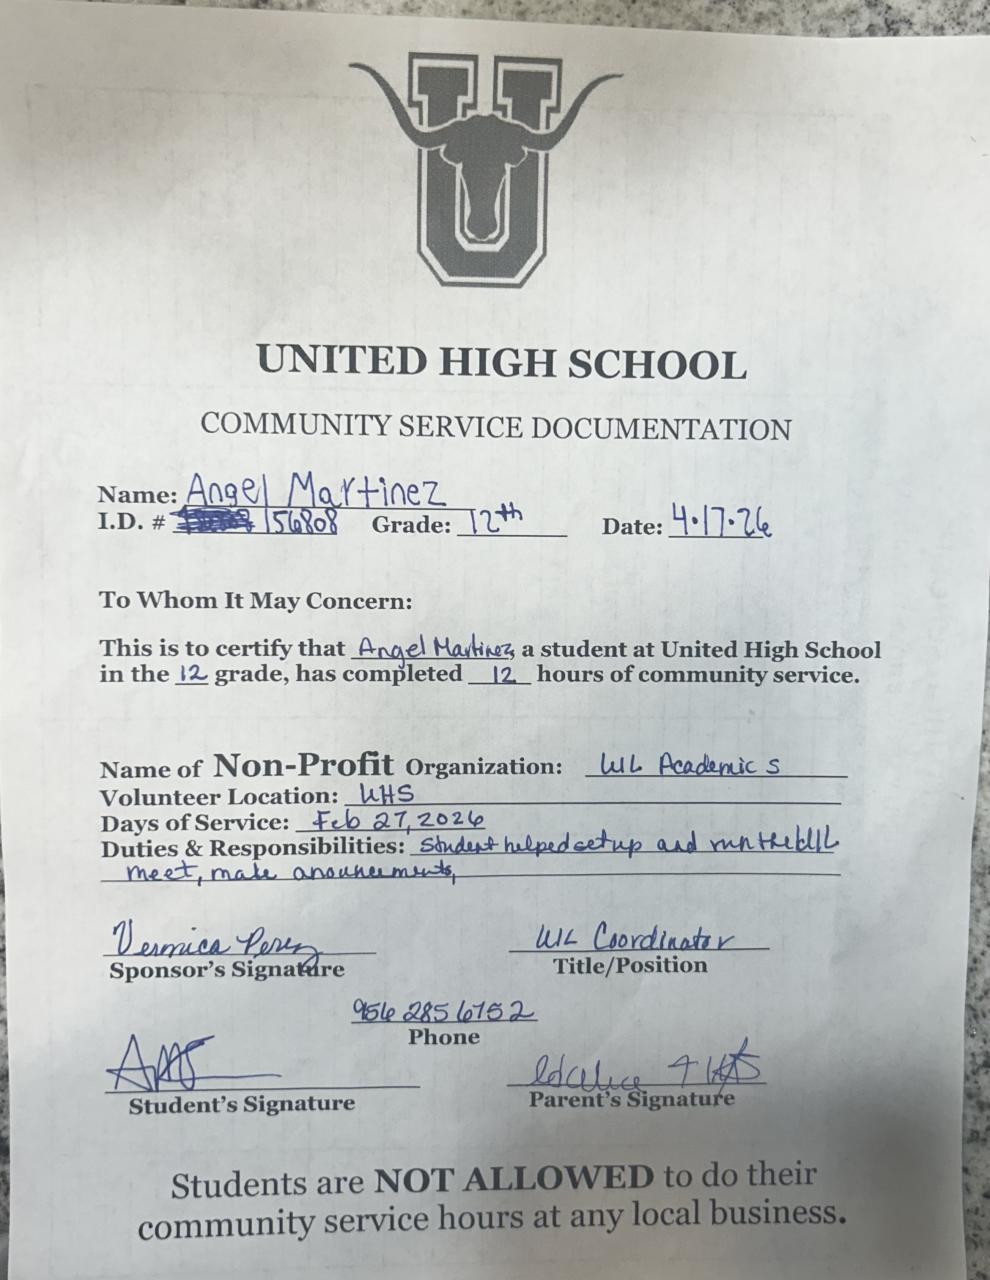 U
UNITED HIGH SCHOOL
COMMUNITY SERVICE DOCUMENTATION
Name: Angel Martinez
I.D. # 156808 Grade: 12th Date: 4.17.26
To Whom It May Concern:
This is to certify that Angel Martinez, a student at United High School
in the 12 grade, has completed 12 hours of community service.
Name of Non-Profit Organization: UIL Academics
Volunteer Location: UHS
Days of Service: Feb 27, 2026
Duties & Responsibilities: Student helped setup and run the UIL
meet, make
Veronica Perez UIL Coordinator
Sponsor's Signature Title/Position
956 285 6752
Phone
Student's Signature Parent's Signature
Students are NOT ALLOWED to do their
community service hours at any local business.